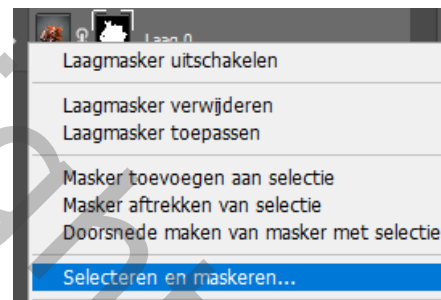 Laag 0
Laagmasker uitschakelen
Laagmasker verwijderen
Laagmasker toepassen
Masker toevoegen aan selectie
Masker aftrekken van selectie
Doorsnede maken van masker met selectie
Selecteren en maskeren...